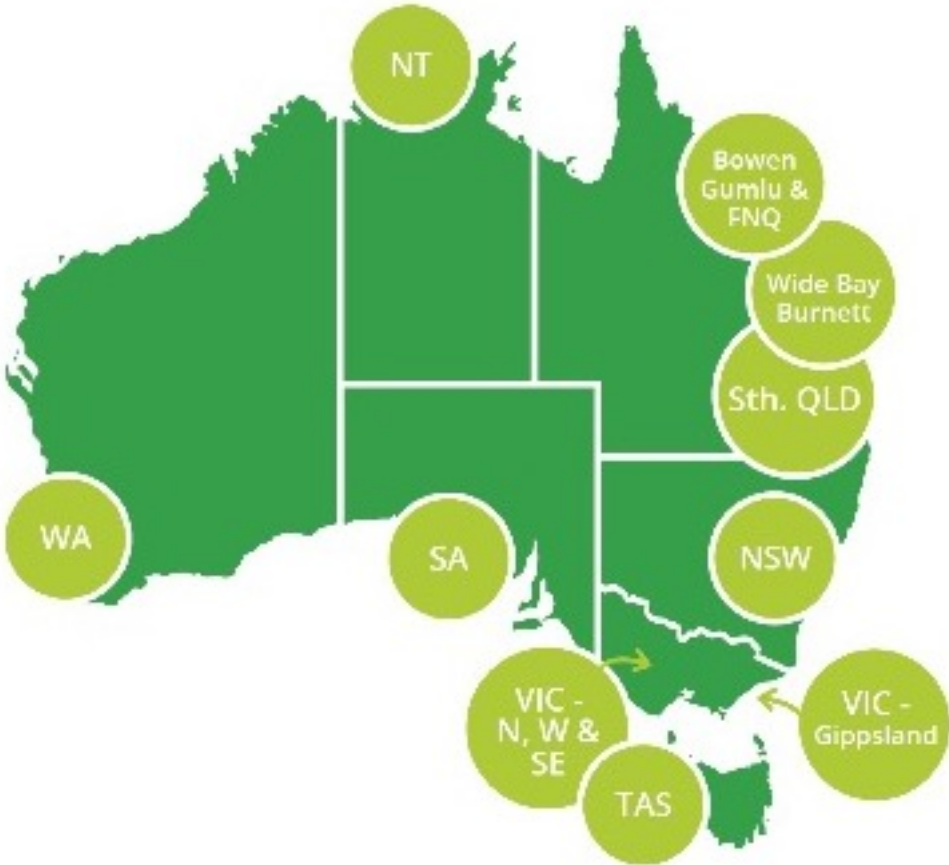 NT
Bowen
Gumlu &
FNQ
Wide Bay
Burnett
Sth. QLD
WA
SA
NSW
VIC -
N, W &
SE
VIC -
Gippsland
TAS